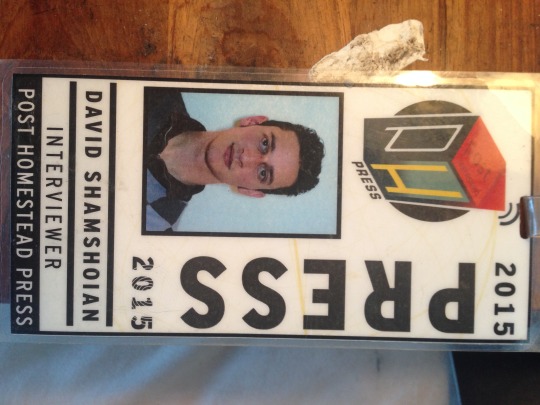 PRESS
2015
PRESS
2015
DAVID SHAMSHOIAN
INTERVIEWER
POST HOMESTEAD PRESS